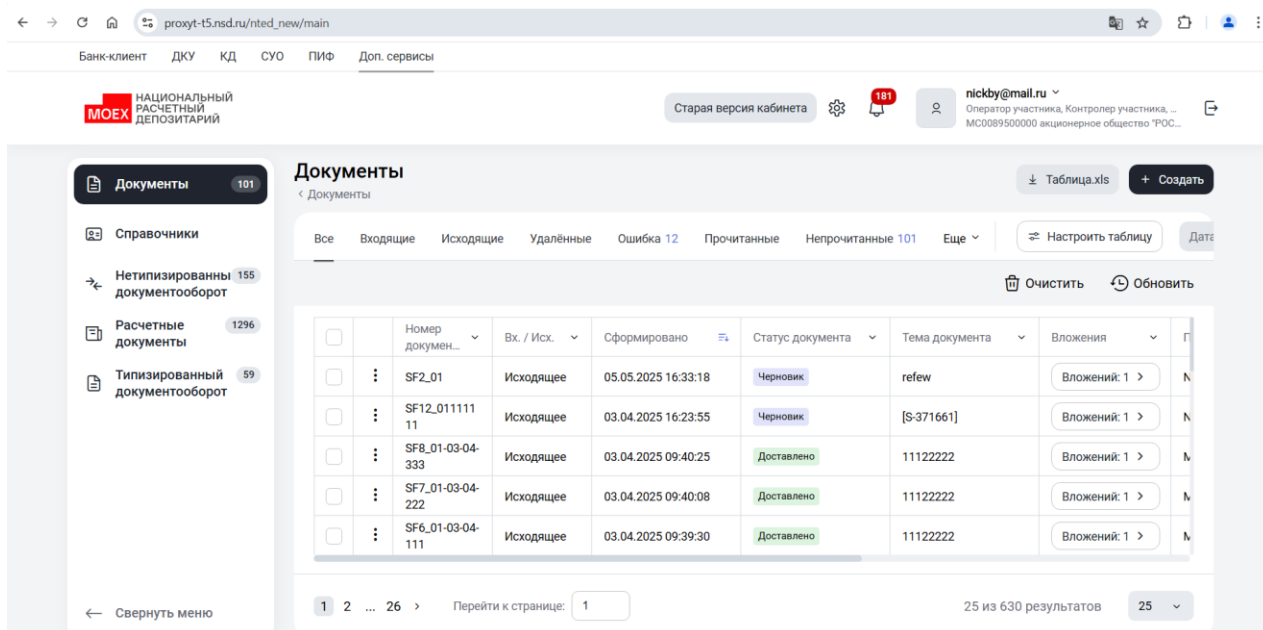 proxyt-t5.nsd.ru/nted_new/main
Банк-клиент ДКУ КД СУО ПИФ Доп. сервисы
MOEX НАЦИОНАЛЬНЫЙ
РАСЧЕТНЫЙ
ДЕПОЗИТАРИЙ
Старая версия кабинета
181
nickby@mail.ru
Оператор участника, Контролер участника, ...
MC0089500000 акционерное общество "РОС...
Документы 101
Справочники
Нетипизированны 155
документооборот
Расчетные 1296
документы
Типизированный 59
документооборот
Свернуть меню
Документы
Документы
Таблица.xls
+ Создать
Все Входящие Исходящие Удалённые Ошибка 12 Прочитанные Непрочитанные 101 Еще
Настроить таблицу
Дата
Очистить Обновить
Номер
докумен...
Вх. / Исх.
Сформировано
Статус документа
Тема документа
Вложения
SF2_01 Исходящее 05.05.2025 16:33:18 Черновик refew Вложений: 1
SF12_011111
11
Исходящее 03.04.2025 16:23:55 Черновик [S-371661] Вложений: 1
SF8_01-03-04-
333
Исходящее 03.04.2025 09:40:25 Доставлено 11122222 Вложений: 1
SF7_01-03-04-
222
Исходящее 03.04.2025 09:40:08 Доставлено 11122222 Вложений: 1
SF6_01-03-04-
111
Исходящее 03.04.2025 09:39:30 Доставлено 11122222 Вложений: 1
1 2 ... 26 Перейти к странице: 1
25 из 630 результатов 25